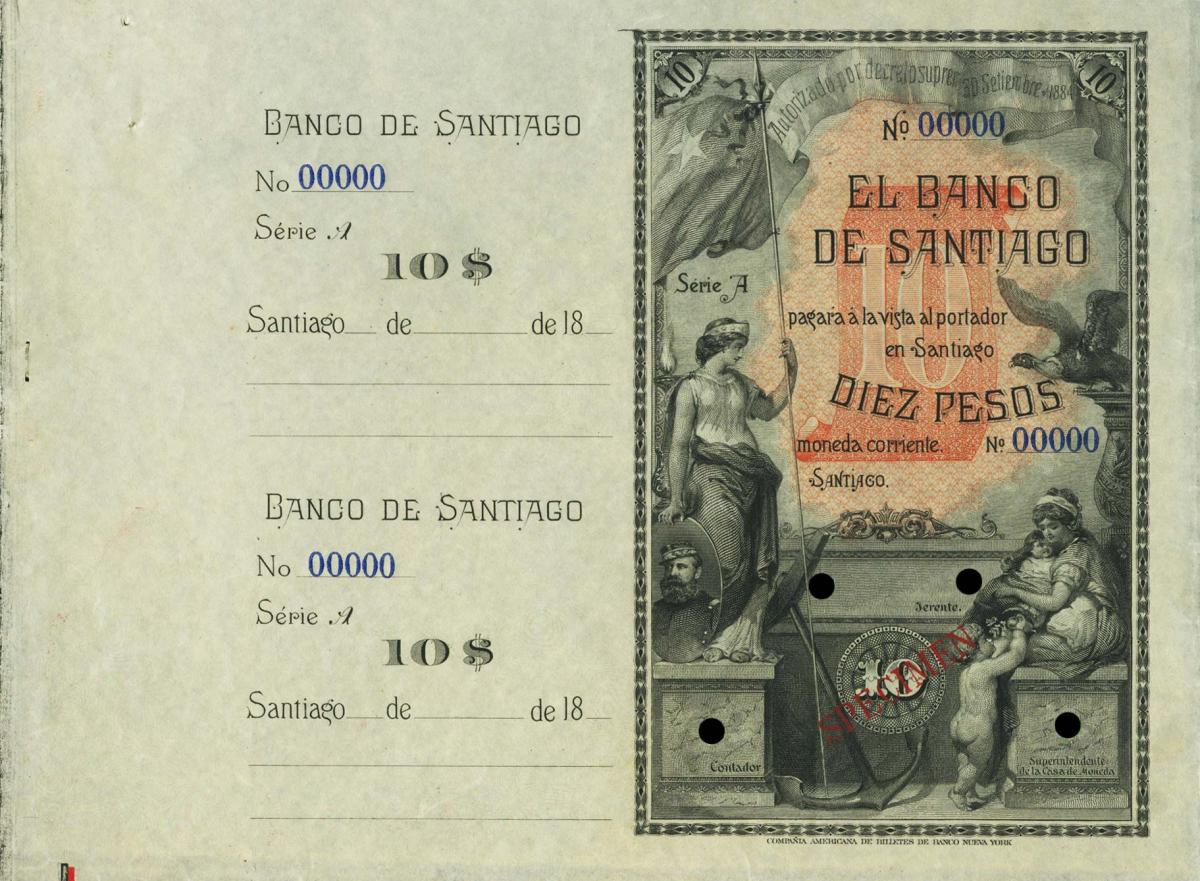 BANCO DE SANTIAGO
No 00000
Série A
10 $
Santiago de de 18
BANCO DE SANTIAGO
No 00000
Série A
10 $
Santiago de de 18
10
Autorizado por decreto supremo 30 Setiembre 1884
10
Nº 00000
EL BANCO
DE SANTIAGO
10
Série A
pagará à la vista al portador
en Santiago
DIEZ PESOS
moneda corriente. Nº 00000
SANTIAGO.
Jerente.
10
SPECIMEN
Contador
Superintendente
de la Casa de Moneda
COMPAÑIA AMERICANA DE BILLETES DE BANCO NUEVA YORK